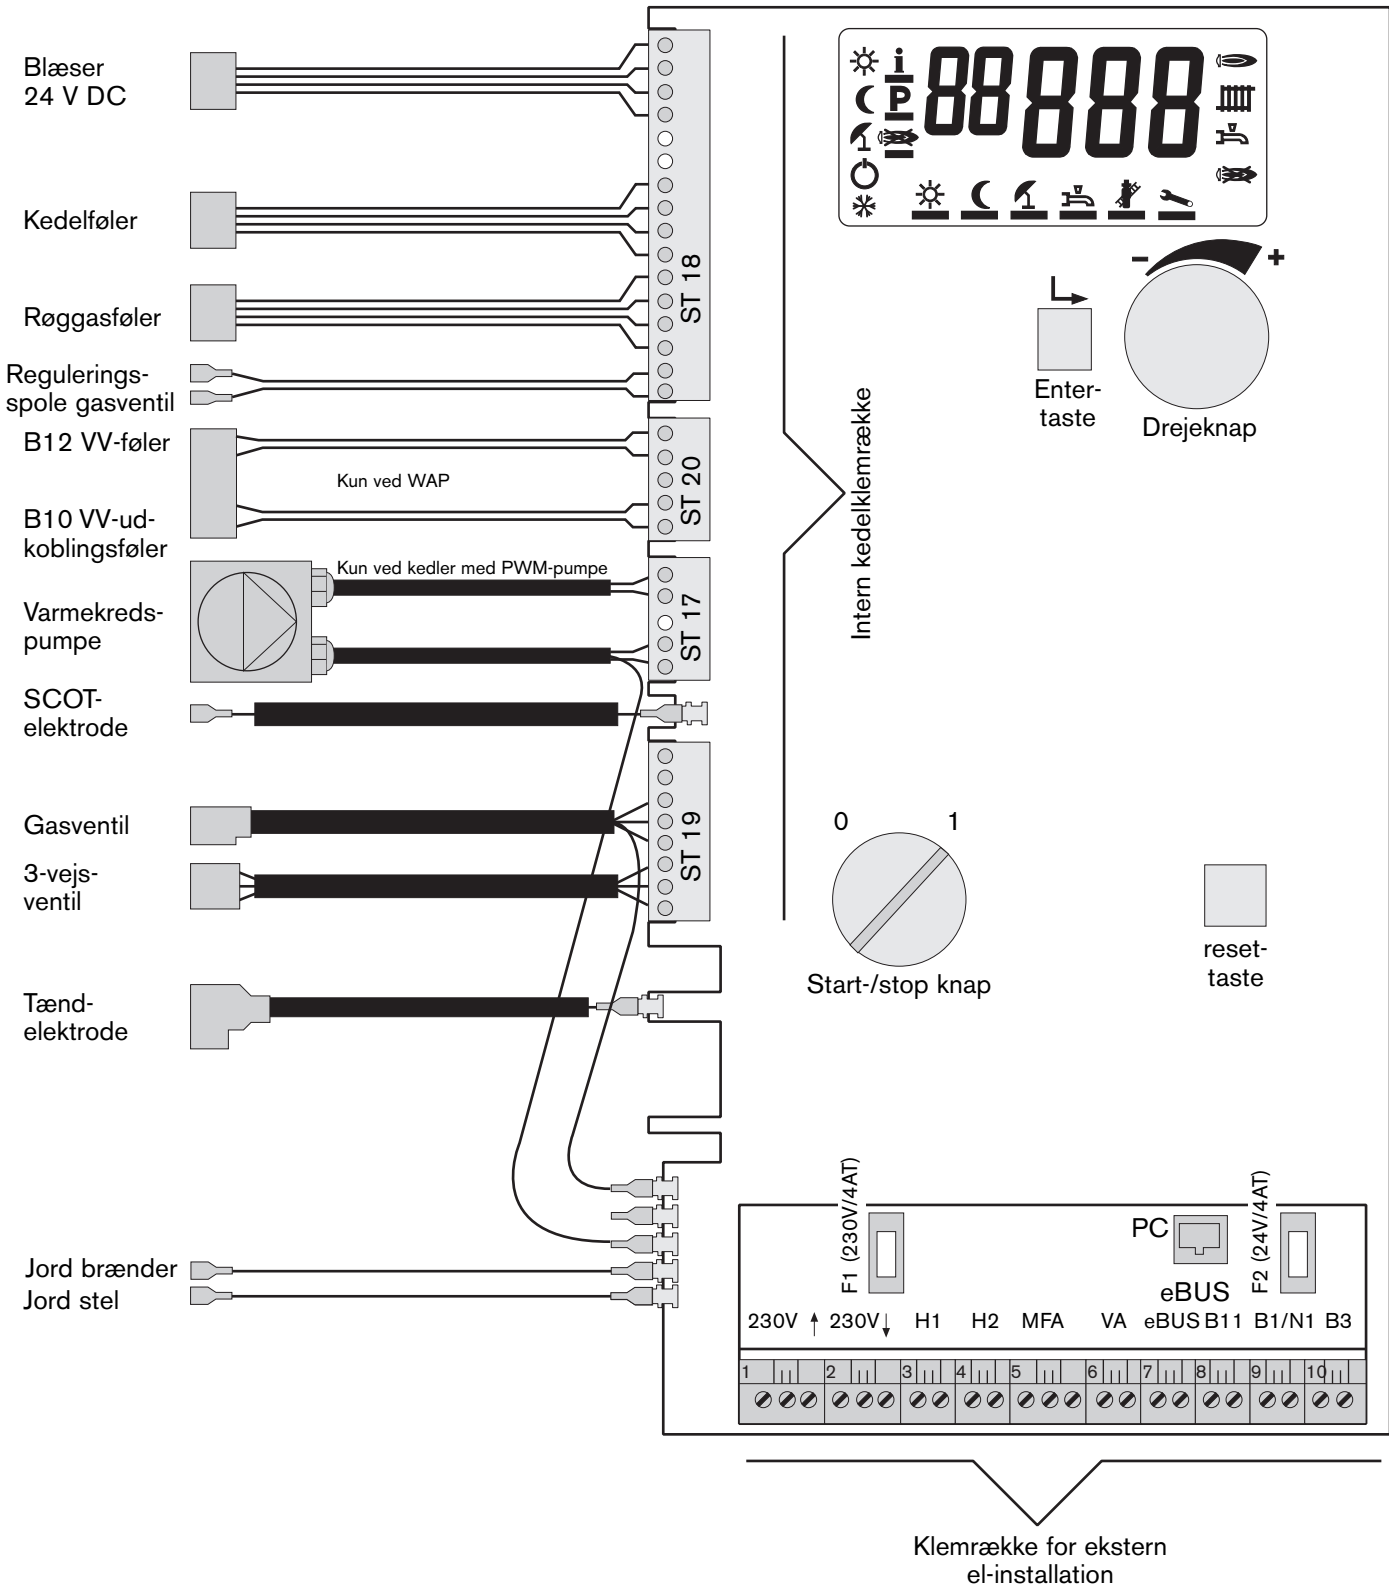 Blæser
24 V DC
Kedelføler
Røggasføler
Regulerings-
spole gasventil
B12 VV-føler
B10 VV-ud-
koblingsføler
Varmekreds-
pumpe
SCOT-
elektrode
Gasventil
3-vejs-
ventil
Tænd-
elektrode
Jord brænder
Jord stel
Kun ved WAP
Kun ved kedler med PWM-pumpe
ST 18
ST 20
ST 17
ST 19
Intern kedelklemrække
i
P
88 888
- +
Enter-
taste
Drejeknap
0 1
Start-/stop knap
reset-
taste
F1 (230V/4AT)
PC
eBUS
F2 (24V/4AT)
230V ↑ 230V ↓ H1 H2 MFA VA eBUS B11 B1/N1 B3
1 2 3 4 5 6 7 8 9 10
Klemrække for ekstern
el-installation